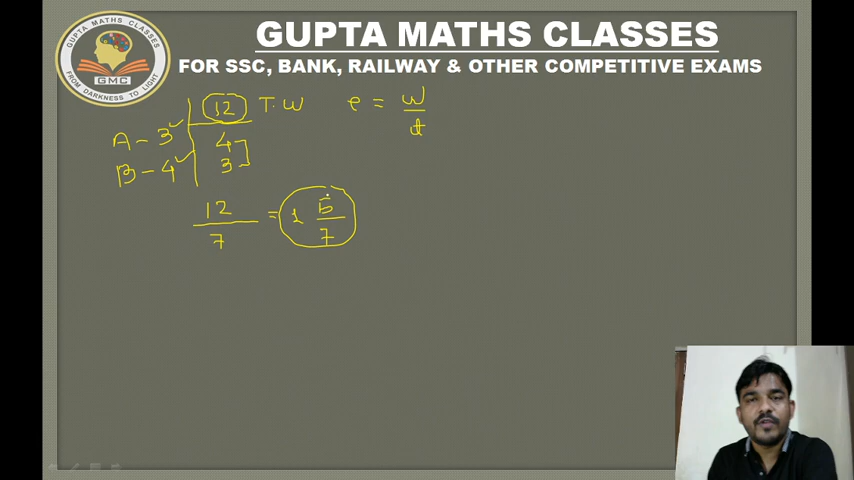 GUPTA MATHS CLASSES
FOR SSC, BANK, RAILWAY & OTHER COMPETITIVE EXAMS
GUPTA MATHS CLASSES
GMC
FROM DARKNESS TO LIGHT
12 T.W e = W/d
A - 3 4
B - 4 3
12/7 = 1 5/7